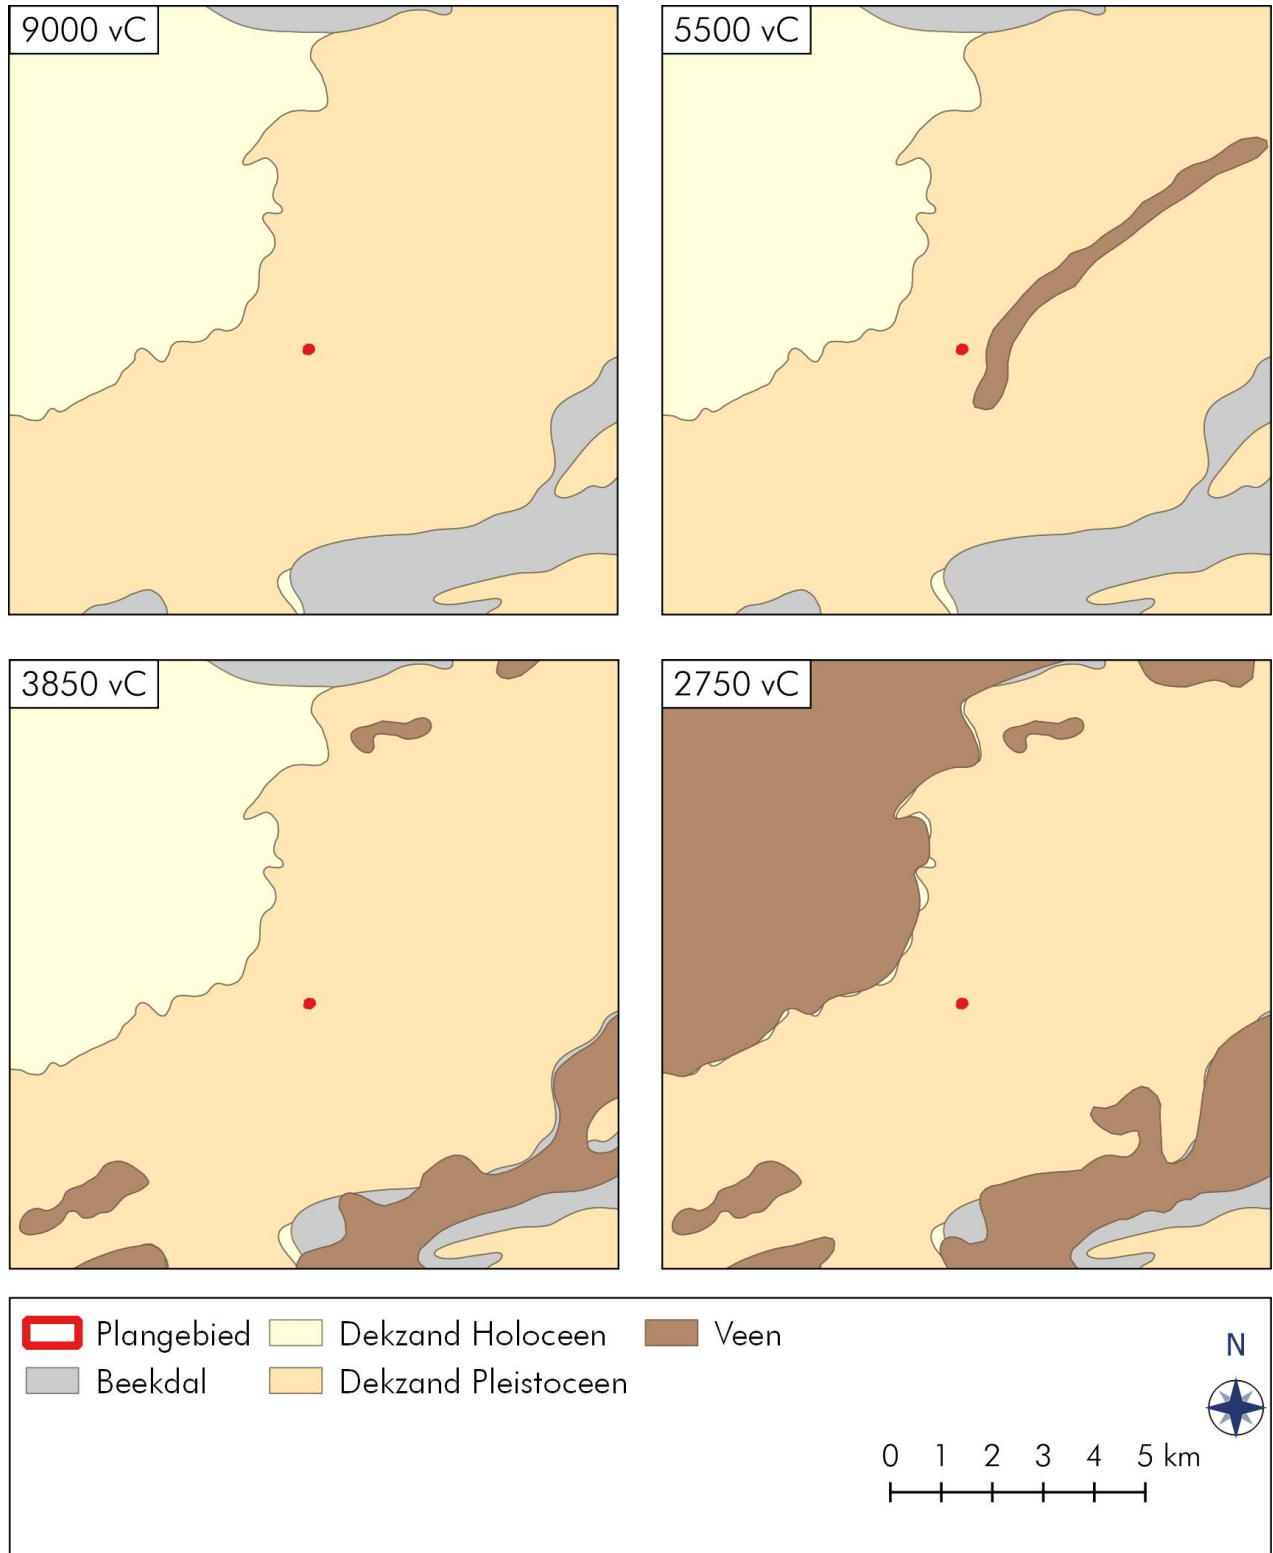 9000 vC
5500 vC
3850 vC
2750 vC
Plangebied
Dekzand Holoceen
Veen
Beekdal
Dekzand Pleistoceen
N
0 1 2 3 4 5 km